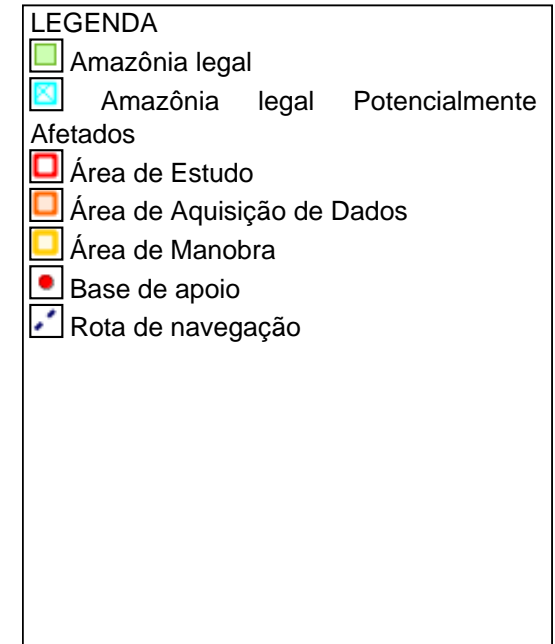 LEGENDA
Amazônia legal
Amazônia legal Potencialmente
Afetados
Área de Estudo
Área de Aquisição de Dados
Área de Manobra
Base de apoio
Rota de navegação